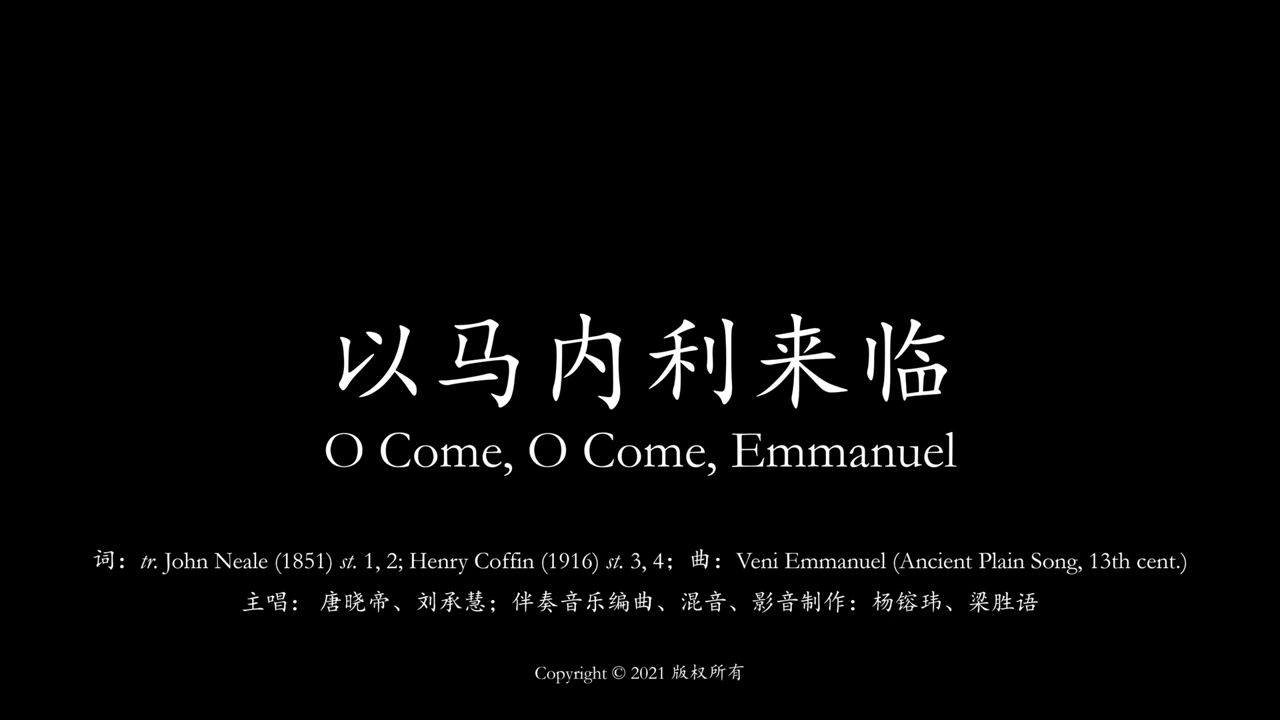 以马内利来临
O Come, O Come, Emmanuel
词：tr. John Neale (1851) st. 1, 2; Henry Coffin (1916) st. 3, 4；曲：Veni Emmanuel (Ancient Plain Song, 13th cent.)
主唱： 唐晓帝、刘承慧；伴奏音乐编曲、混音、影音制作：杨镕玮、梁胜语
Copyright © 2021 版权所有